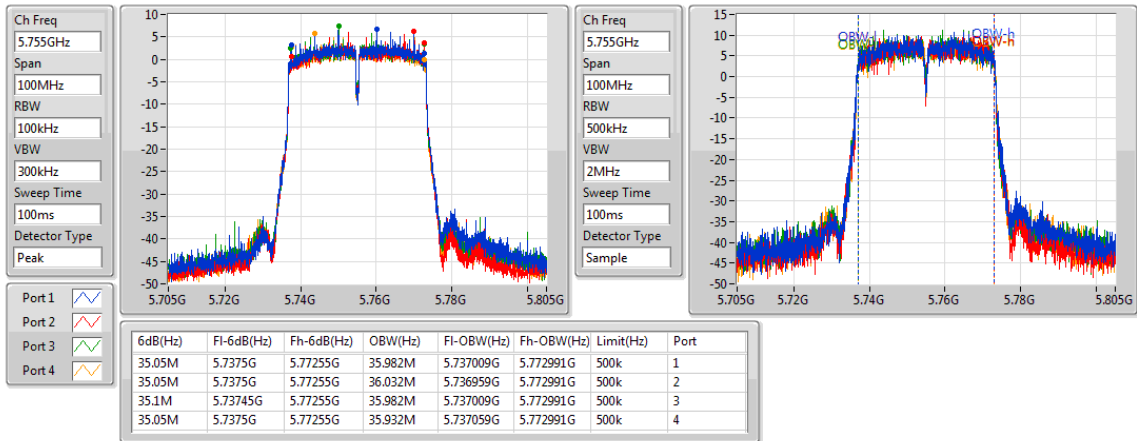 Ch Freq
5.755GHz
Span
100MHz
RBW
100kHz
VBW
300kHz
Sweep Time
100ms
Detector Type
Peak
10
5
0
-5
-10
-15
-20
-25
-30
-35
-40
-45
-50
5.705G 5.72G 5.74G 5.76G 5.78G 5.805G
Ch Freq
5.755GHz
Span
100MHz
RBW
500kHz
VBW
2MHz
Sweep Time
100ms
Detector Type
Sample
15
10
5
0
-5
-10
-15
-20
-25
-30
-35
-40
-45
-50
OBW-h
5.705G 5.72G 5.74G 5.76G 5.78G 5.805G
Port 1
Port 2
Port 3
Port 4
6dB(Hz) Fl-6dB(Hz) Fh-6dB(Hz) OBW(Hz) Fl-OBW(Hz) Fh-OBW(Hz) Limit(Hz) Port
35.05M 5.7375G 5.77255G 35.982M 5.737009G 5.772991G 500k 1
35.05M 5.7375G 5.77255G 36.032M 5.736959G 5.772991G 500k 2
35.1M 5.73745G 5.77255G 35.982M 5.737009G 5.772991G 500k 3
35.05M 5.7375G 5.77255G 35.932M 5.737059G 5.772991G 500k 4